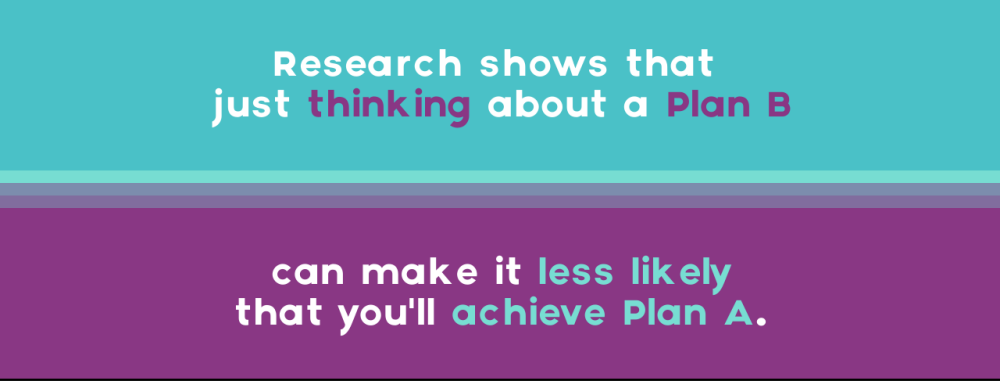 Research shows that
just thinking about a Plan B
can make it less likely
that you'll achieve Plan A.